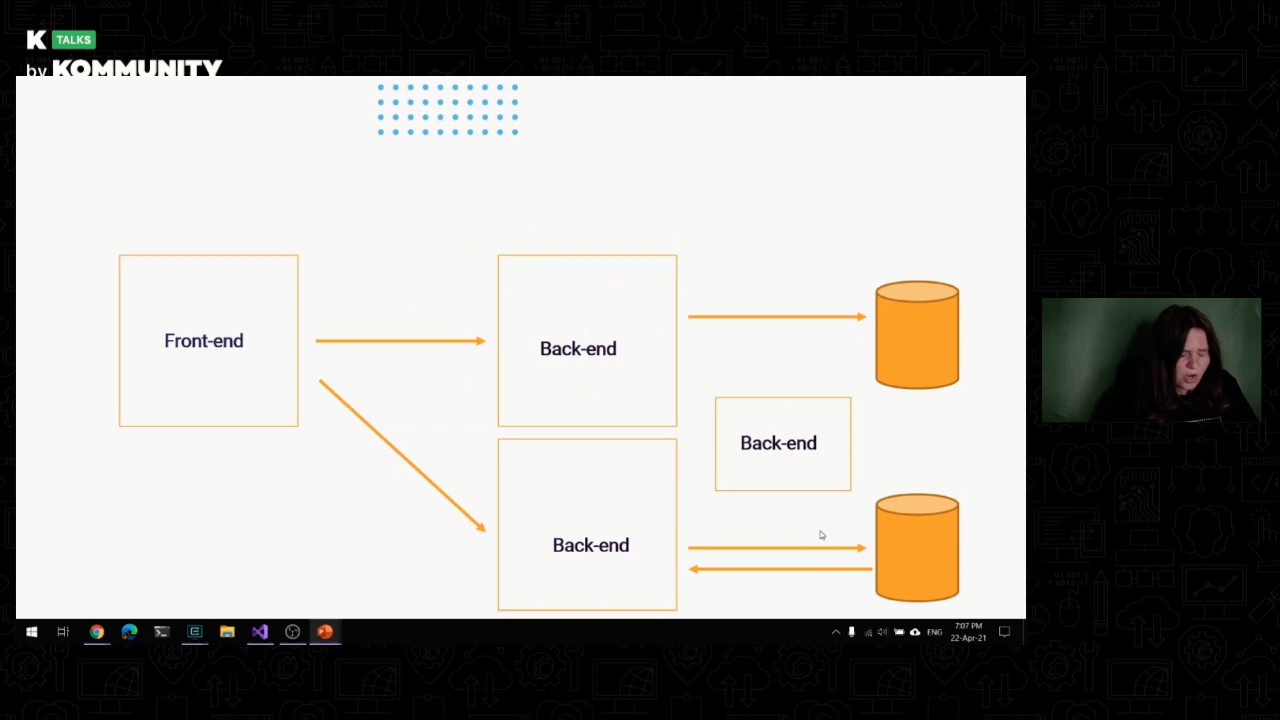 K TALKS
by KOMMUNITY
Front-end
Back-end
Back-end
Back-end
ENG
7:07 PM
22-Apr-21